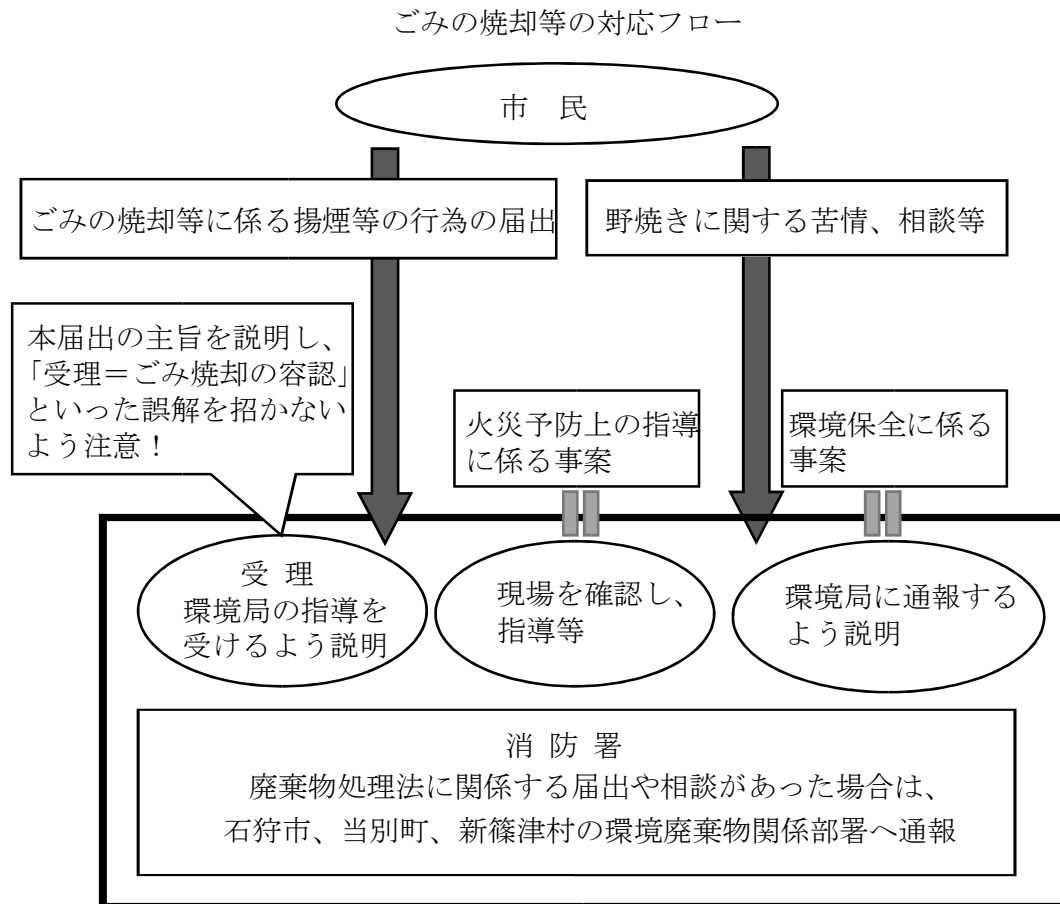 ごみの焼却等の対応フロー
市　民
ごみの焼却等に係る揚煙等の行為の届出
野焼きに関する苦情、相談等
本届出の主旨を説明し、
「受理＝ごみ焼却の容認」
といった誤解を招かない
よう注意！
火災予防上の指導
に係る事案
環境保全に係る
事案
受 理
環境局の指導を
受けるよう説明
現場を確認し、
指導等
環境局に通報する
よう説明
消 防 署
廃棄物処理法に関係する届出や相談があった場合は、
石狩市、当別町、新篠津村の環境廃棄物関係部署へ通報